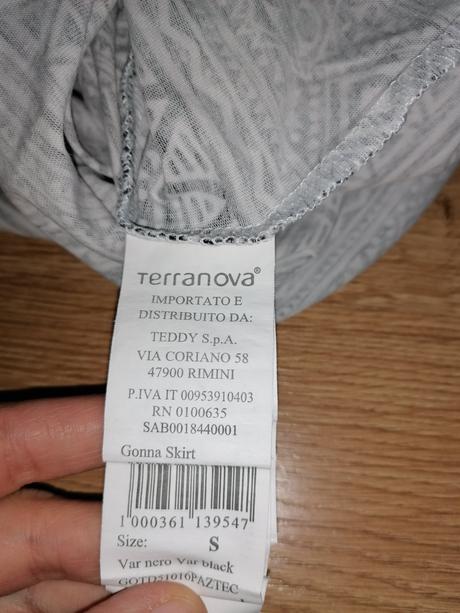 Terranova®
IMPORTATO E
DISTRIBUITO DA:
TEDDY S.p.A.
VIA CORIANO 58
47900 RIMINI
P.IVA IT 00953910403
RN 0100635
SAB0018440001
Gonna Skirt
1 000361 139547
Size: S
Var nero Var black
GOTD51016PAZTEC